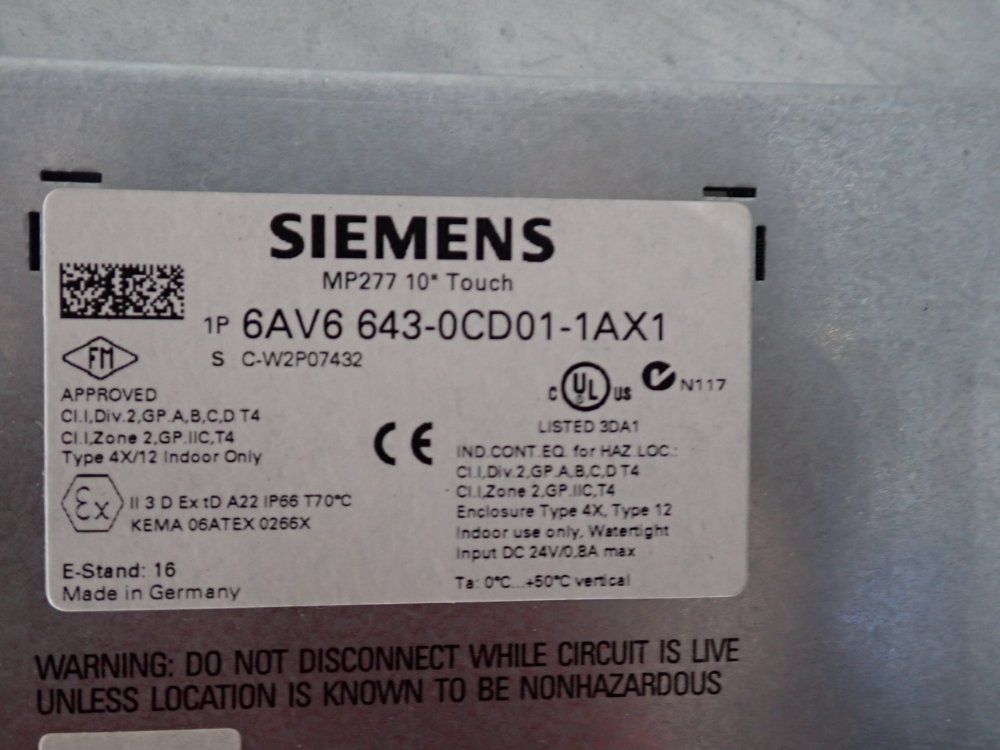 SIEMENS
MP277 10" Touch
1P 6AV6 643-0CD01-1AX1
S C-W2P07432
FM
APPROVED
Cl.I,Div.2,GP.A,B,C,D T4
Cl.I,Zone 2,GP.IIC,T4
Type 4X/12 Indoor Only
CE
C UL US
N117
LISTED 3DA1
IND.CONT.EQ. for HAZ.LOC.:
Cl.I,Div.2,GP.A,B,C,D T4
Cl.I,Zone 2,GP.IIC,T4
Enclosure Type 4X, Type 12
Indoor use only, Watertight
Input DC 24V/0,8A max
Ta: 0°C...+50°C vertical
Ex II 3 D Ex tD A22 IP66 T70°C
KEMA 06ATEX 0266X
E-Stand: 16
Made in Germany
WARNING: DO NOT DISCONNECT WHILE CIRCUIT IS LIVE
UNLESS LOCATION IS KNOWN TO BE NONHAZARDOUS